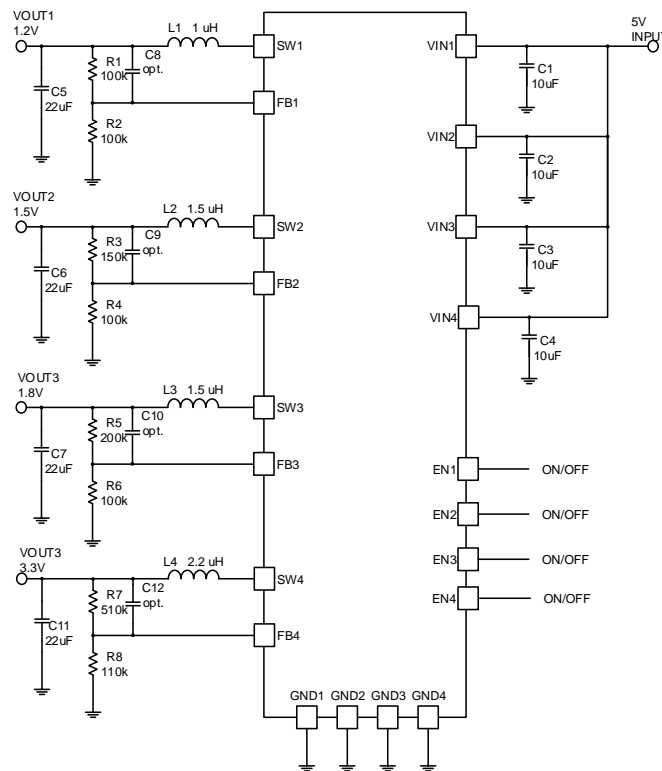 VOUT1
1.2V
L1 1 uH
SW1
R1
100k
C8
opt.
C5
22uF
FB1
R2
100k
VOUT2
1.5V
L2 1.5 uH
SW2
R3
150k
C9
opt.
C6
22uF
FB2
R4
100k
VOUT3
1.8V
L3 1.5 uH
SW3
R5
200k
C10
opt.
C7
22uF
FB3
R6
100k
VOUT3
3.3V
L4 2.2 uH
SW4
R7
510k
C12
opt.
C11
22uF
FB4
R8
110k
5V
INPUT
VIN1
C1
10uF
VIN2
C2
10uF
VIN3
C3
10uF
VIN4
C4
10uF
EN1 ON/OFF
EN2 ON/OFF
EN3 ON/OFF
EN4 ON/OFF
GND1 GND2 GND3 GND4